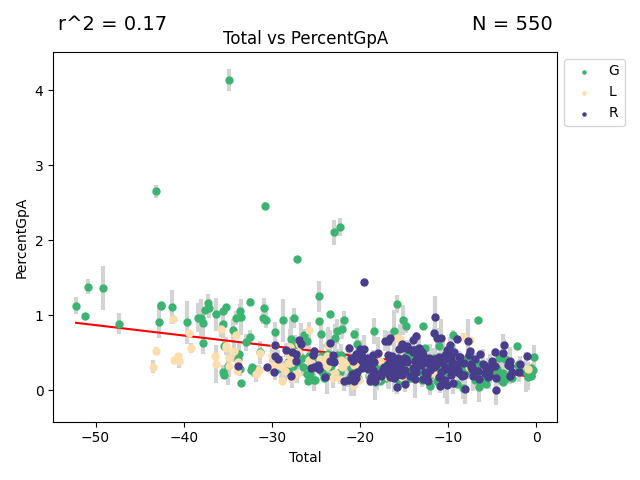 r^2 = 0.17
N = 550
Total vs PercentGpA
G
L
R
4
3
2
1
0
PercentGpA
−50
−40
−30
−20
−10
0
Total